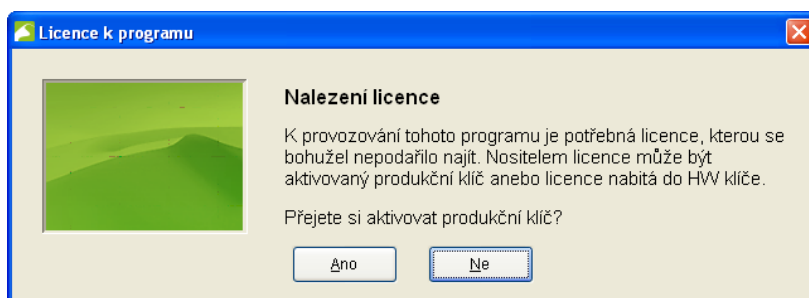 Licence k programu
Nalezení licence
K provozování tohoto programu je potřebná licence, kterou se
bohužel nepodařilo najít. Nositelem licence může být
aktivovaný produkční klíč anebo licence nabitá do HW klíče.
Přejete si aktivovat produkční klíč?
Ano
Ne